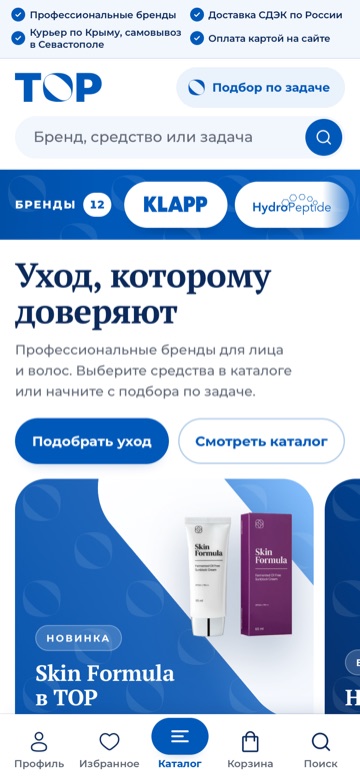 Профессиональные бренды
Доставка СДЭК по России
Курьер по Крыму, самовывоз
в Севастополе
Оплата картой на сайте
TOP
Подбор по задаче
Бренд, средство или задача
БРЕНДЫ 12
KLAPP
HydroPeptide
Уход, которому
доверяют
Профессиональные бренды для лица
и волос. Выберите средства в каталоге
или начните с подбора по задаче.
Подобрать уход
Смотреть каталог
Skin
Formula
Skin
Formula
НОВИНКА
Skin Formula
в TOP
Профиль
Избранное
Каталог
Корзина
Поиск